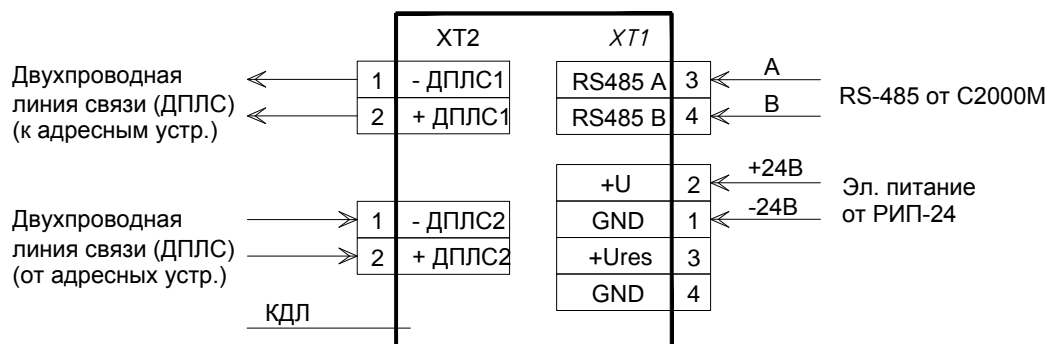 XT2
XT1
Двухпроводная
линия связи (ДПЛС)
(к адресным устр.)
1
- ДПЛС1
2
+ ДПЛС1
RS485 A
3
A
RS485 B
4
B
RS-485 от С2000М
+U
2
+24В
GND
1
-24В
+Ures
3
GND
4
Эл. питание
от РИП-24
Двухпроводная
линия связи (ДПЛС)
(от адресных устр.)
1
- ДПЛС2
2
+ ДПЛС2
КДЛ